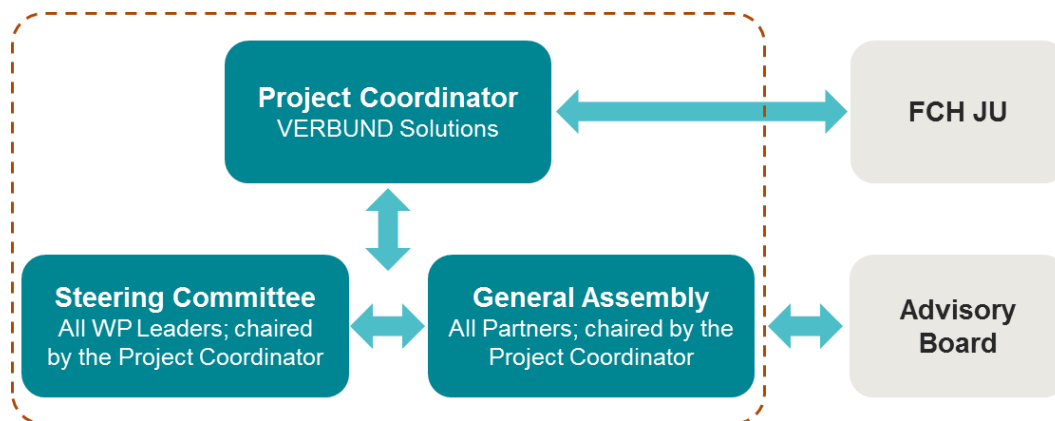 Project Coordinator
VERBUND Solutions
FCH JU
Steering Committee
All WP Leaders; chaired
by the Project Coordinator
General Assembly
All Partners; chaired by the
Project Coordinator
Advisory
Board